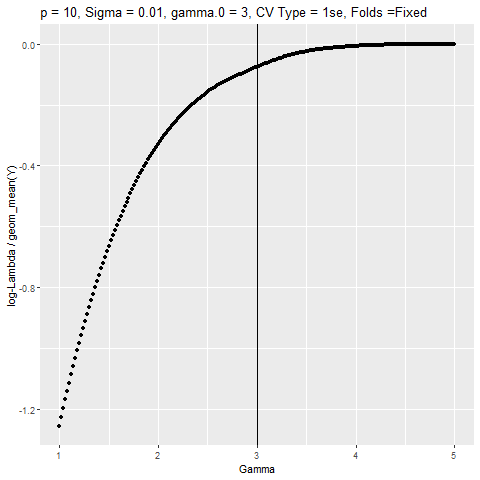 p = 10, Sigma = 0.01, gamma.0 = 3, CV Type = 1se, Folds =Fixed
log-Lambda / geom_mean(Y)
0.0
-0.4
-0.8
-1.2
1 2 3 4 5
Gamma